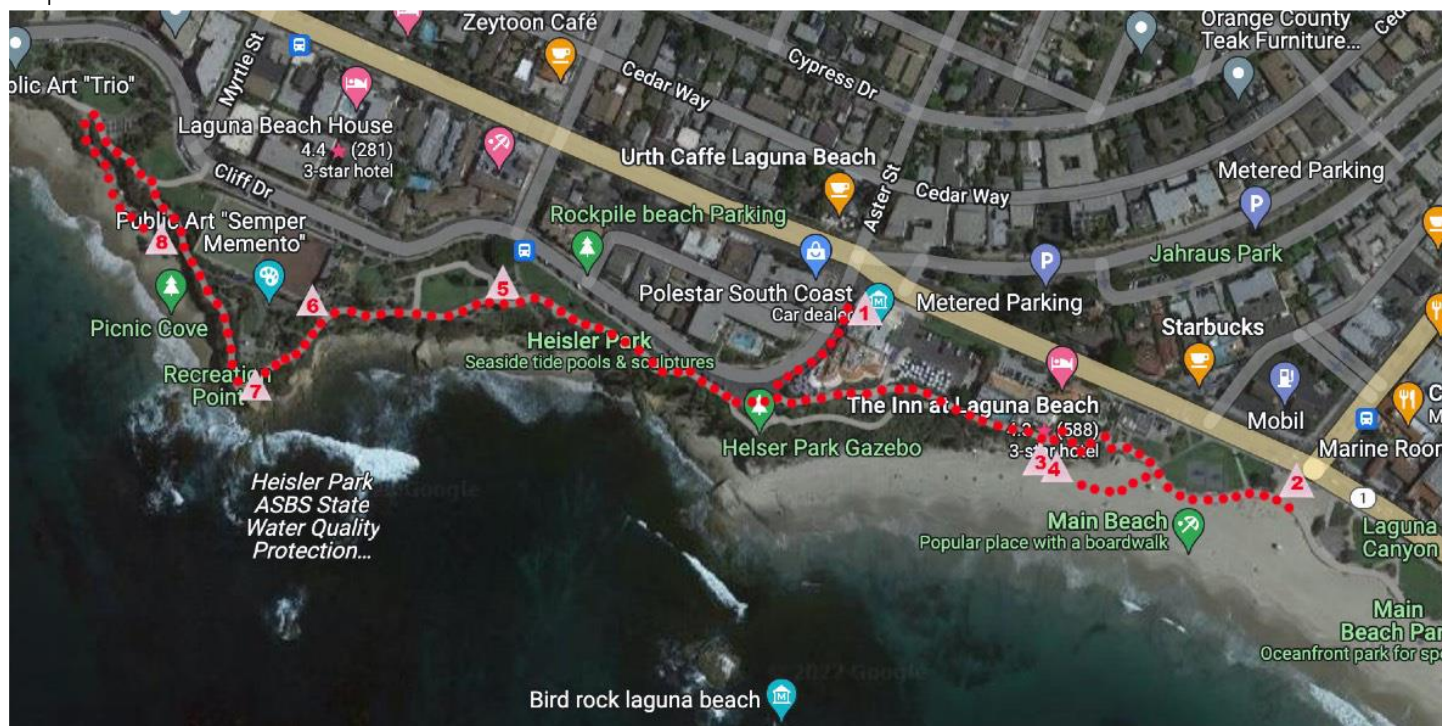 Zeytoon Café
Orange County
Teak Furniture...
Public Art "Trio"
Myrtle St
Cedar Way
Cypress Dr
Laguna Beach House
4.4 ★ (281)
3-star hotel
Urth Caffe Laguna Beach
Cedar Way
Metered Parking
Cliff Dr
Aster St
Public Art "Semper
Memento"
8
Rockpile beach Parking
Jahraus Park
5
6
Polestar South Coast
Car dealer
1
Metered Parking
Picnic Cove
Starbucks
Heisler Park
Seaside tide pools & sculptures
Recreation
Point
7
The Inn at Laguna Beach
(588)
3-star hotel
Mobil
Helser Park Gazebo
Marine Room
3
4
2
1
Heisler Park
ASBS State
Water Quality
Protection...
Main Beach
Popular place with a boardwalk
Laguna
Canyon
Main
Beach Par
Oceanfront park for spo
Bird rock laguna beach